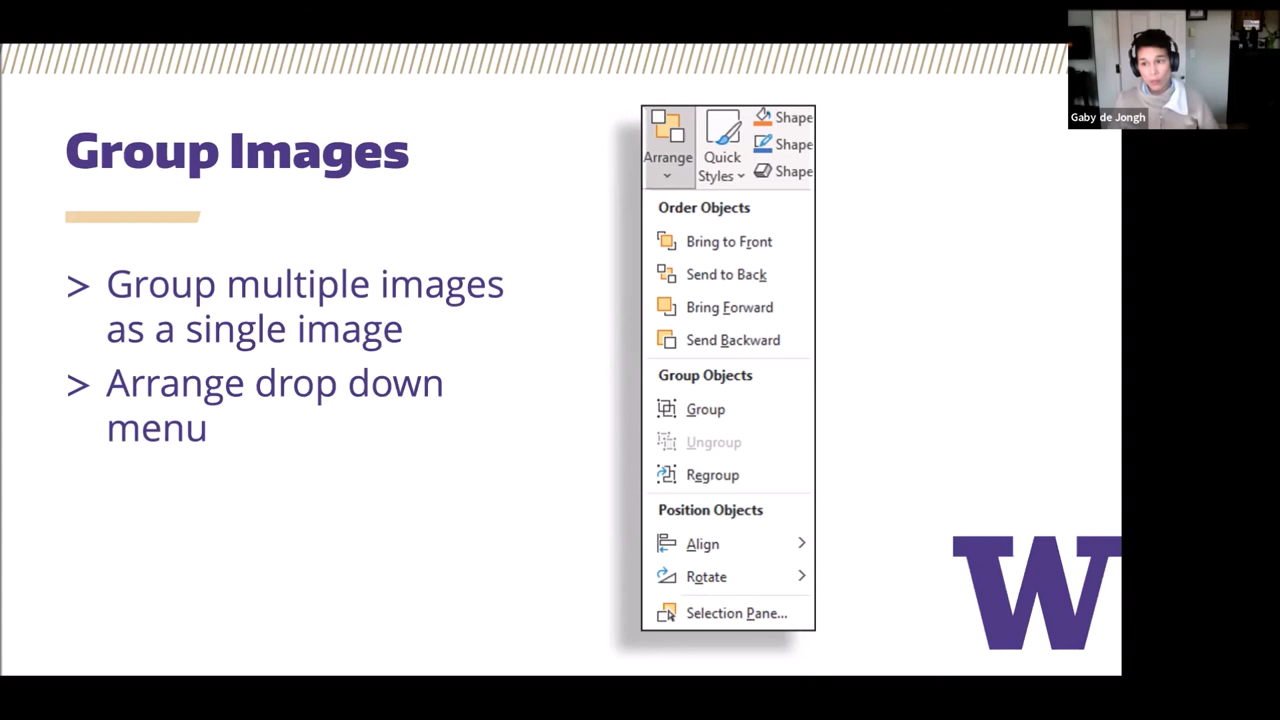 Gaby de Jongh
Group Images
> Group multiple images
as a single image
> Arrange drop down
menu
Arrange
Quick
Styles
Shape
Shape
Shape
Order Objects
Bring to Front
Send to Back
Bring Forward
Send Backward
Group Objects
Group
Ungroup
Regroup
Position Objects
Align
Rotate
Selection Pane...
W